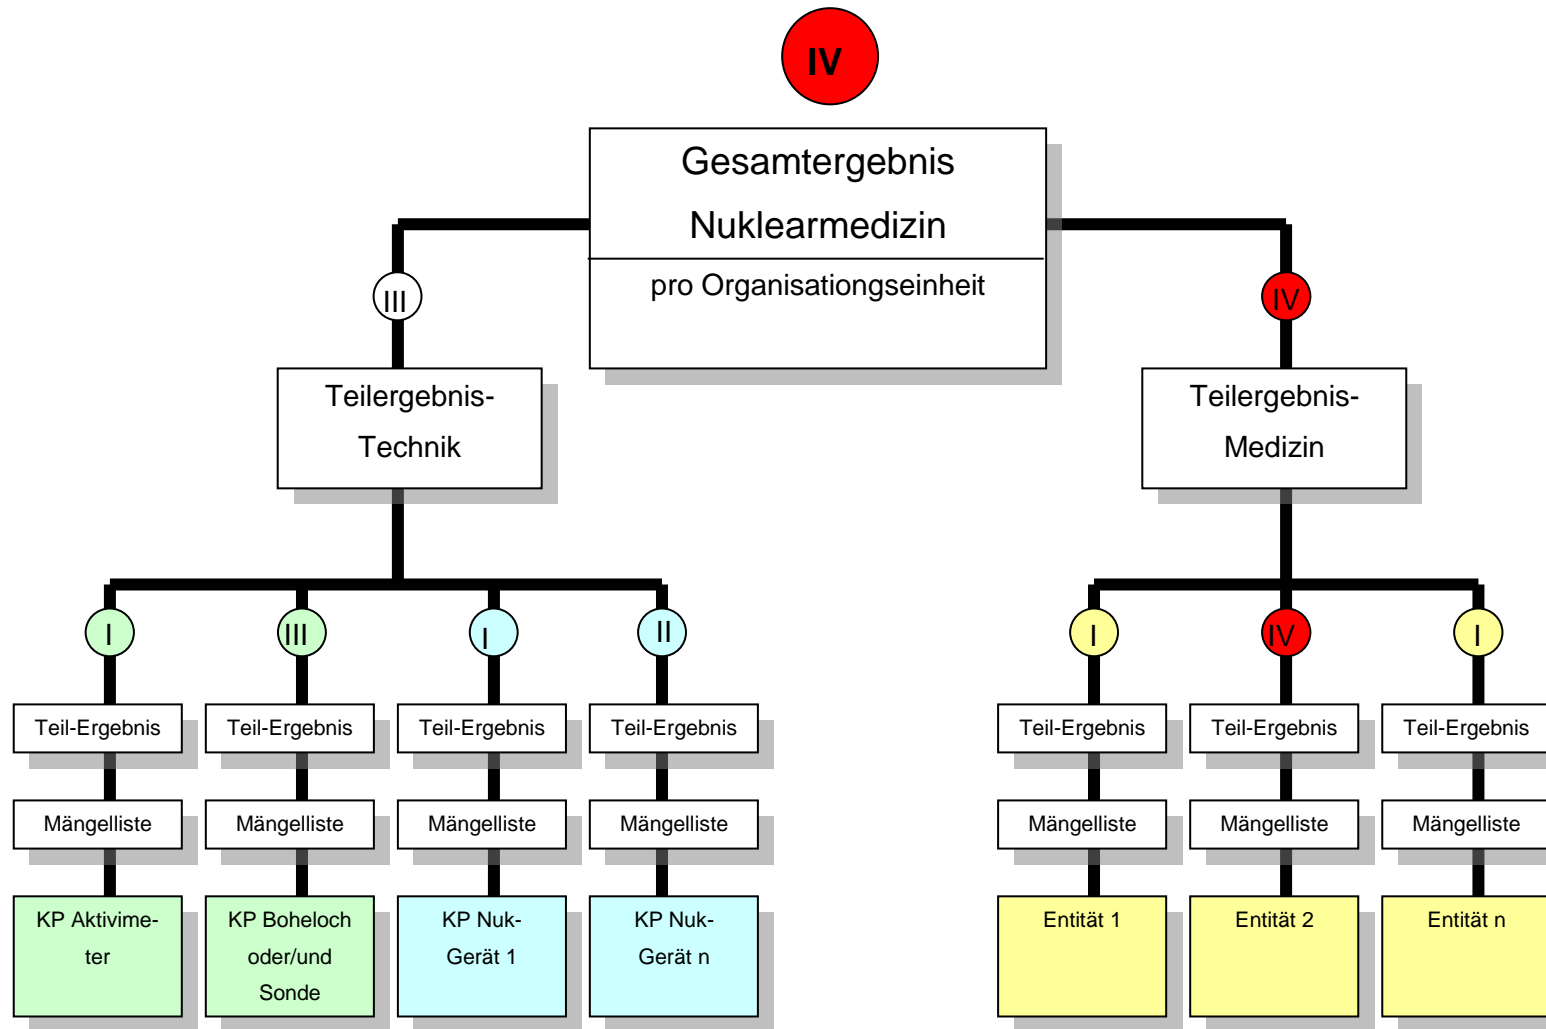 IV
Gesamtergebnis
Nuklearmedizin
pro Organisationgseinheit
III
IV
Teilergebnis-
Technik
Teilergebnis-
Medizin
I
III
I
II
I
IV
I
Teil-Ergebnis
Teil-Ergebnis
Teil-Ergebnis
Teil-Ergebnis
Teil-Ergebnis
Teil-Ergebnis
Teil-Ergebnis
Mängelliste
Mängelliste
Mängelliste
Mängelliste
Mängelliste
Mängelliste
Mängelliste
KP Aktivime-
ter
KP Boheloch
oder/und
Sonde
KP Nuk-
Gerät 1
KP Nuk-
Gerät n
Entität 1
Entität 2
Entität n